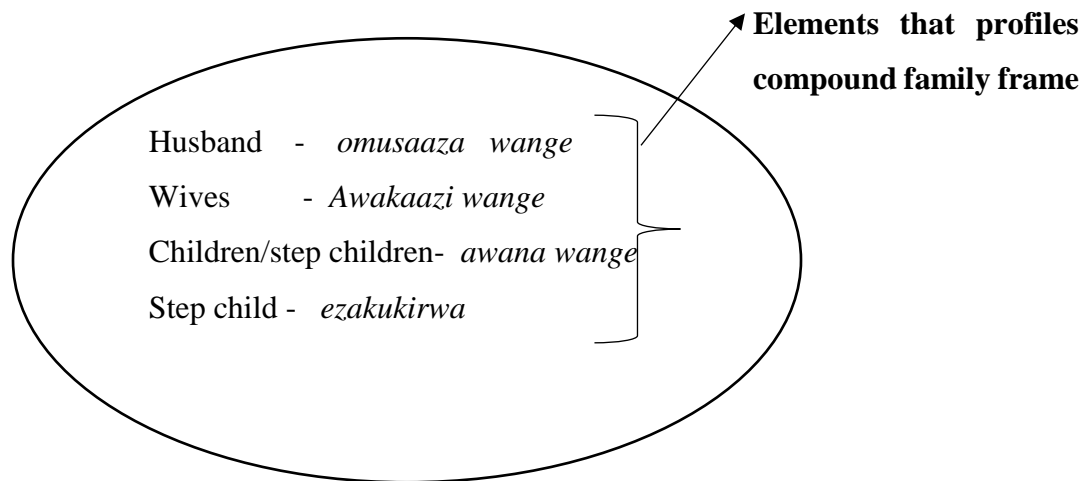 Elements that profiles
compound family frame
Husband - omusaaza wange
Wives - Awakaazi wange
Children/step children- awana wange
Step child - ezakukirwa